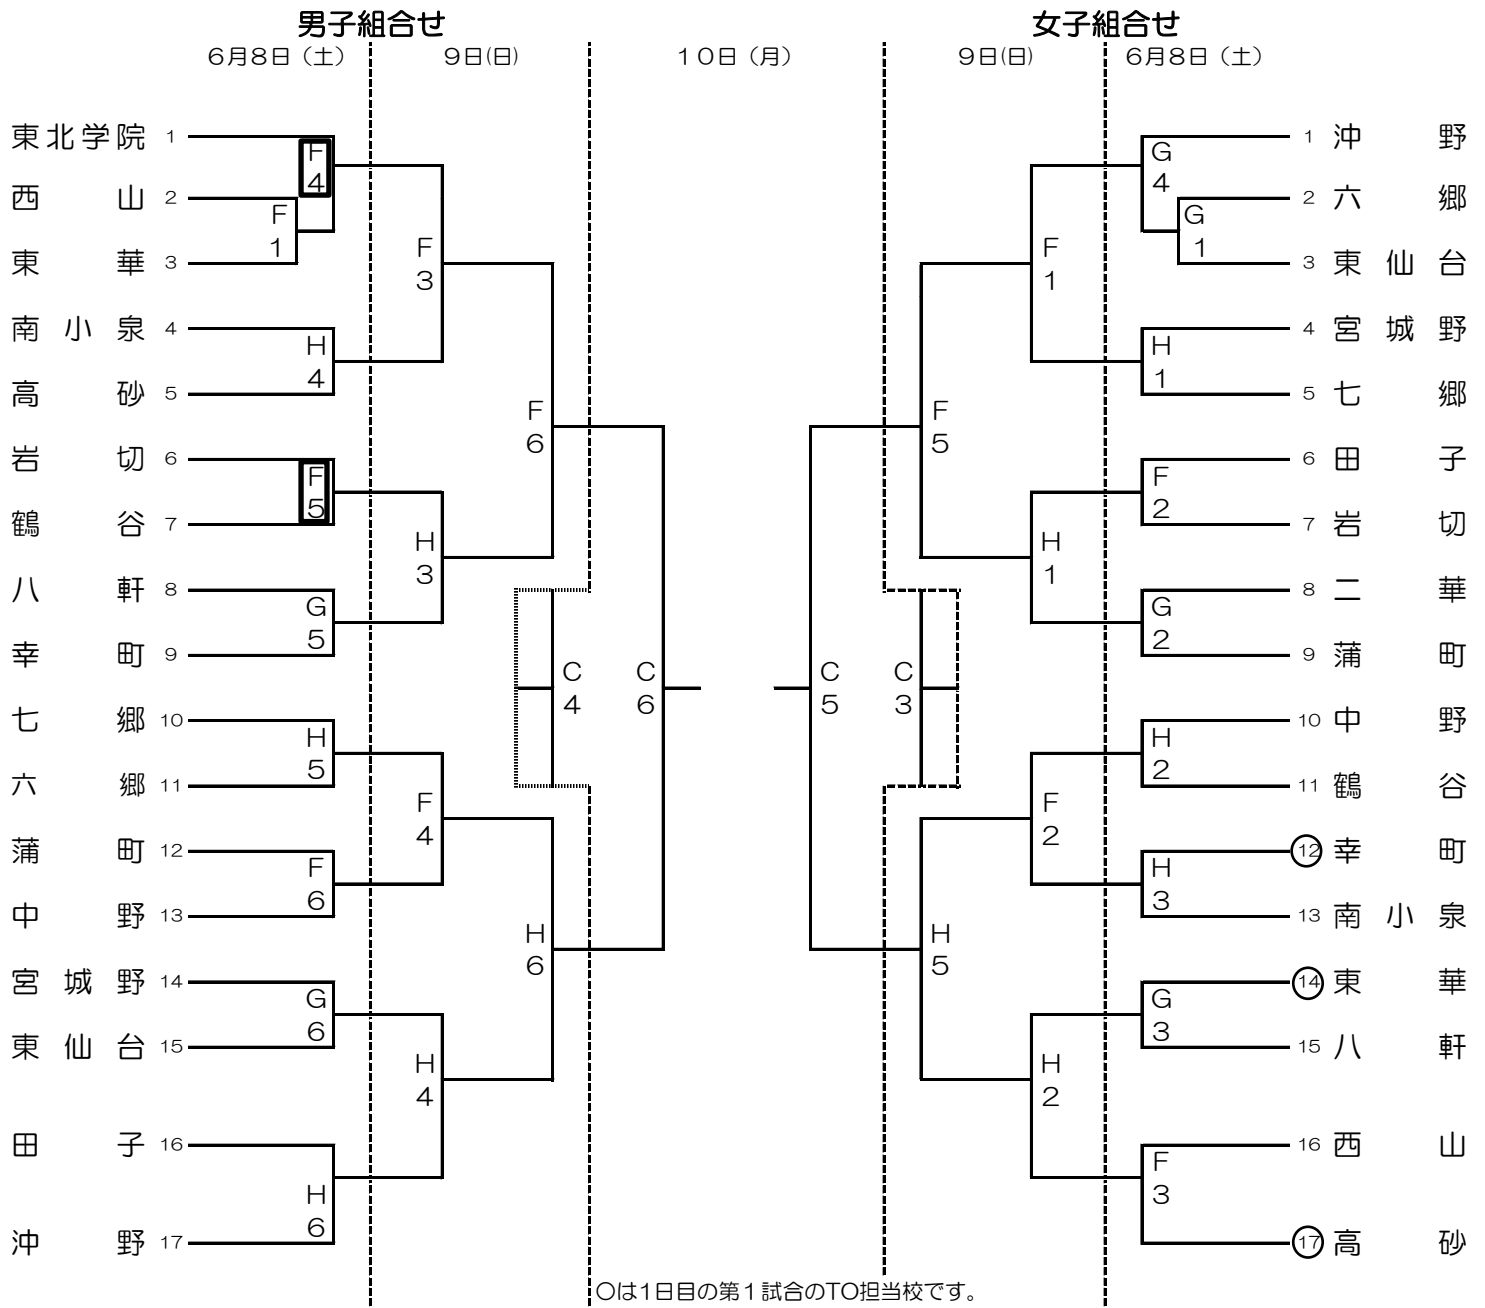 男子組合せ 女子組合せ
6月8日（土） 9日(日) 10日（月） 9日(日) 6月8日（土）
東北学院 1 1 沖野
F G
4 4
西山 2 2 六郷
F G
1 1
東華 3 3 東仙台
F F
3 1
南小泉 4 4 宮城野
H H
4 1
高砂 5 5 七郷
F F
6 5
岩切 6 6 田子
F F
5 2
鶴谷 7 7 岩切
H H
3 1
八軒 8 8 二華
G G
5 2
幸町 9 9 蒲町
C C C C
4 6 5 3
七郷 10 10 中野
H H
5 2
六郷 11 11 鶴谷
F F
4 2
蒲町 12 ⑫ 幸町
F H
6 3
中野 13 13 南小泉
H H
6 5
宮城野 14 ⑭ 東華
G G
6 3
東仙台 15 15 八軒
H H
4 2
田子 16 16 西山
F
3
H
6
沖野 17 ⑰ 高砂
〇は1日目の第１試合のTO担当校です。